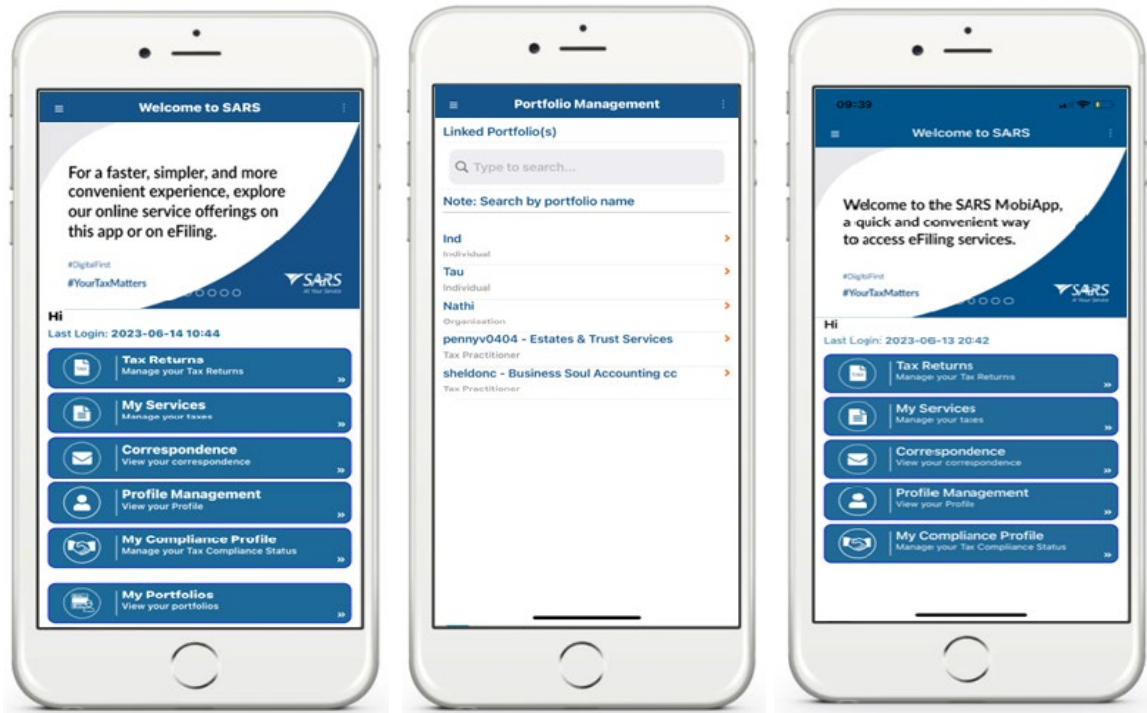 Welcome to SARS
For a faster, simpler, and more
convenient experience, explore
our online service offerings on
this app or on eFiling.
#DigitalFirst
#YourTaxMatters
SARS
At Your Service
Hi
Last Login: 2023-06-14 10:44
Tax Returns
Manage your Tax Returns
My Services
Manage your taxes
Correspondence
View your correspondence
Profile Management
View your Profile
My Compliance Profile
Manage your Tax Compliance Status
My Portfolios
View your portfolios
Portfolio Management
Linked Portfolio(s)
Type to search...
Note: Search by portfolio name
Ind
Individual
Tau
Individual
Nathi
Organisation
pennyv0404 - Estates & Trust Services
Tax Practitioner
sheldonc - Business Soul Accounting cc
Tax Practitioner
09:39
Welcome to SARS
Welcome to the SARS MobiApp,
a quick and convenient way
to access eFiling services.
#DigitalFirst
#YourTaxMatters
SARS
At Your Service
Hi
Last Login: 2023-06-13 20:42
Tax Returns
Manage your Tax Returns
My Services
Manage your taxes
Correspondence
View your correspondence
Profile Management
View your Profile
My Compliance Profile
Manage your Tax Compliance Status